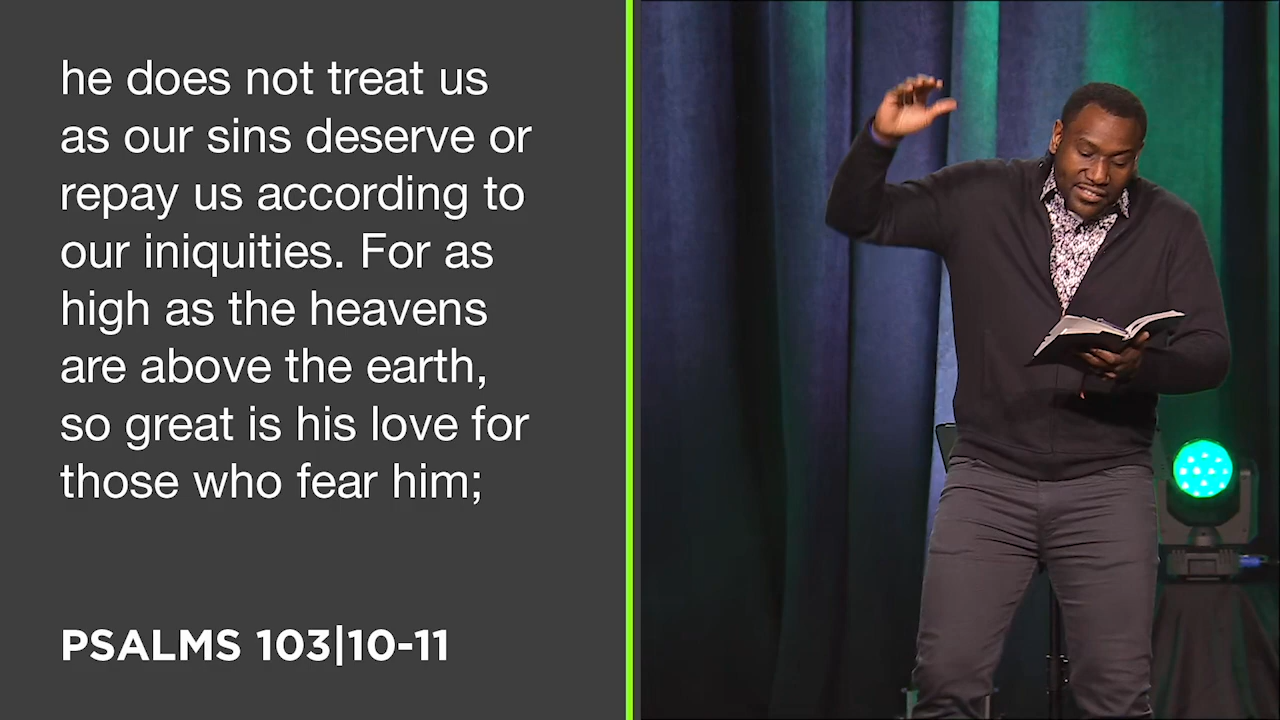 he does not treat us
as our sins deserve or
repay us according to
our iniquities. For as
high as the heavens
are above the earth,
so great is his love for
those who fear him;
PSALMS 103|10-11